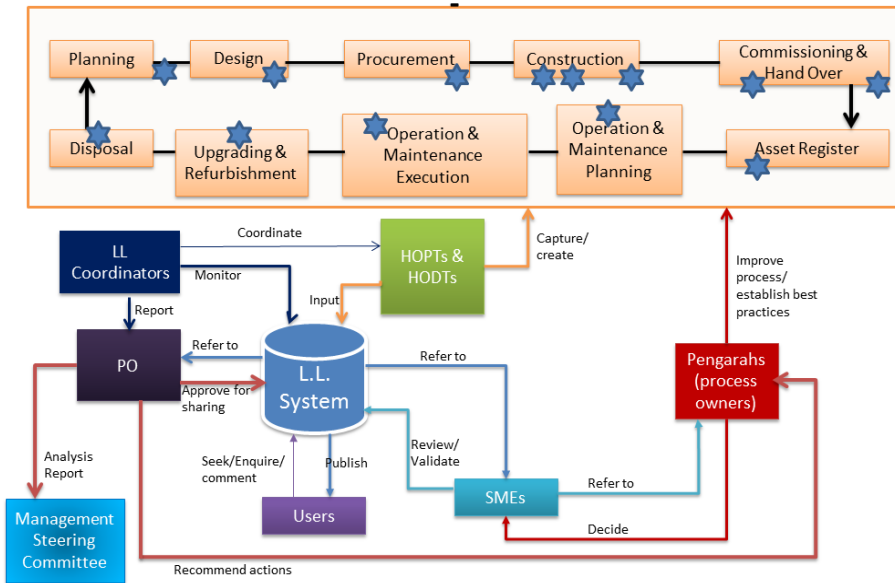 Planning
Design
Procurement
Construction
Commissioning &
Hand Over
Disposal
Upgrading &
Refurbishment
Operation &
Maintenance
Execution
Operation &
Maintenance
Planning
Asset Register
LL
Coordinators
Coordinate
Monitor
HOPTs &
HODTs
Capture/
create
Improve
process/
establish best
practices
Report
Input
PO
Refer to
Approve for
sharing
L.L.
System
Refer to
Pengarahs
(process
owners)
Analysis
Report
Seek/Enquire/
comment
Publish
Review/
Validate
SMEs
Refer to
Users
Decide
Management
Steering
Committee
Recommend actions